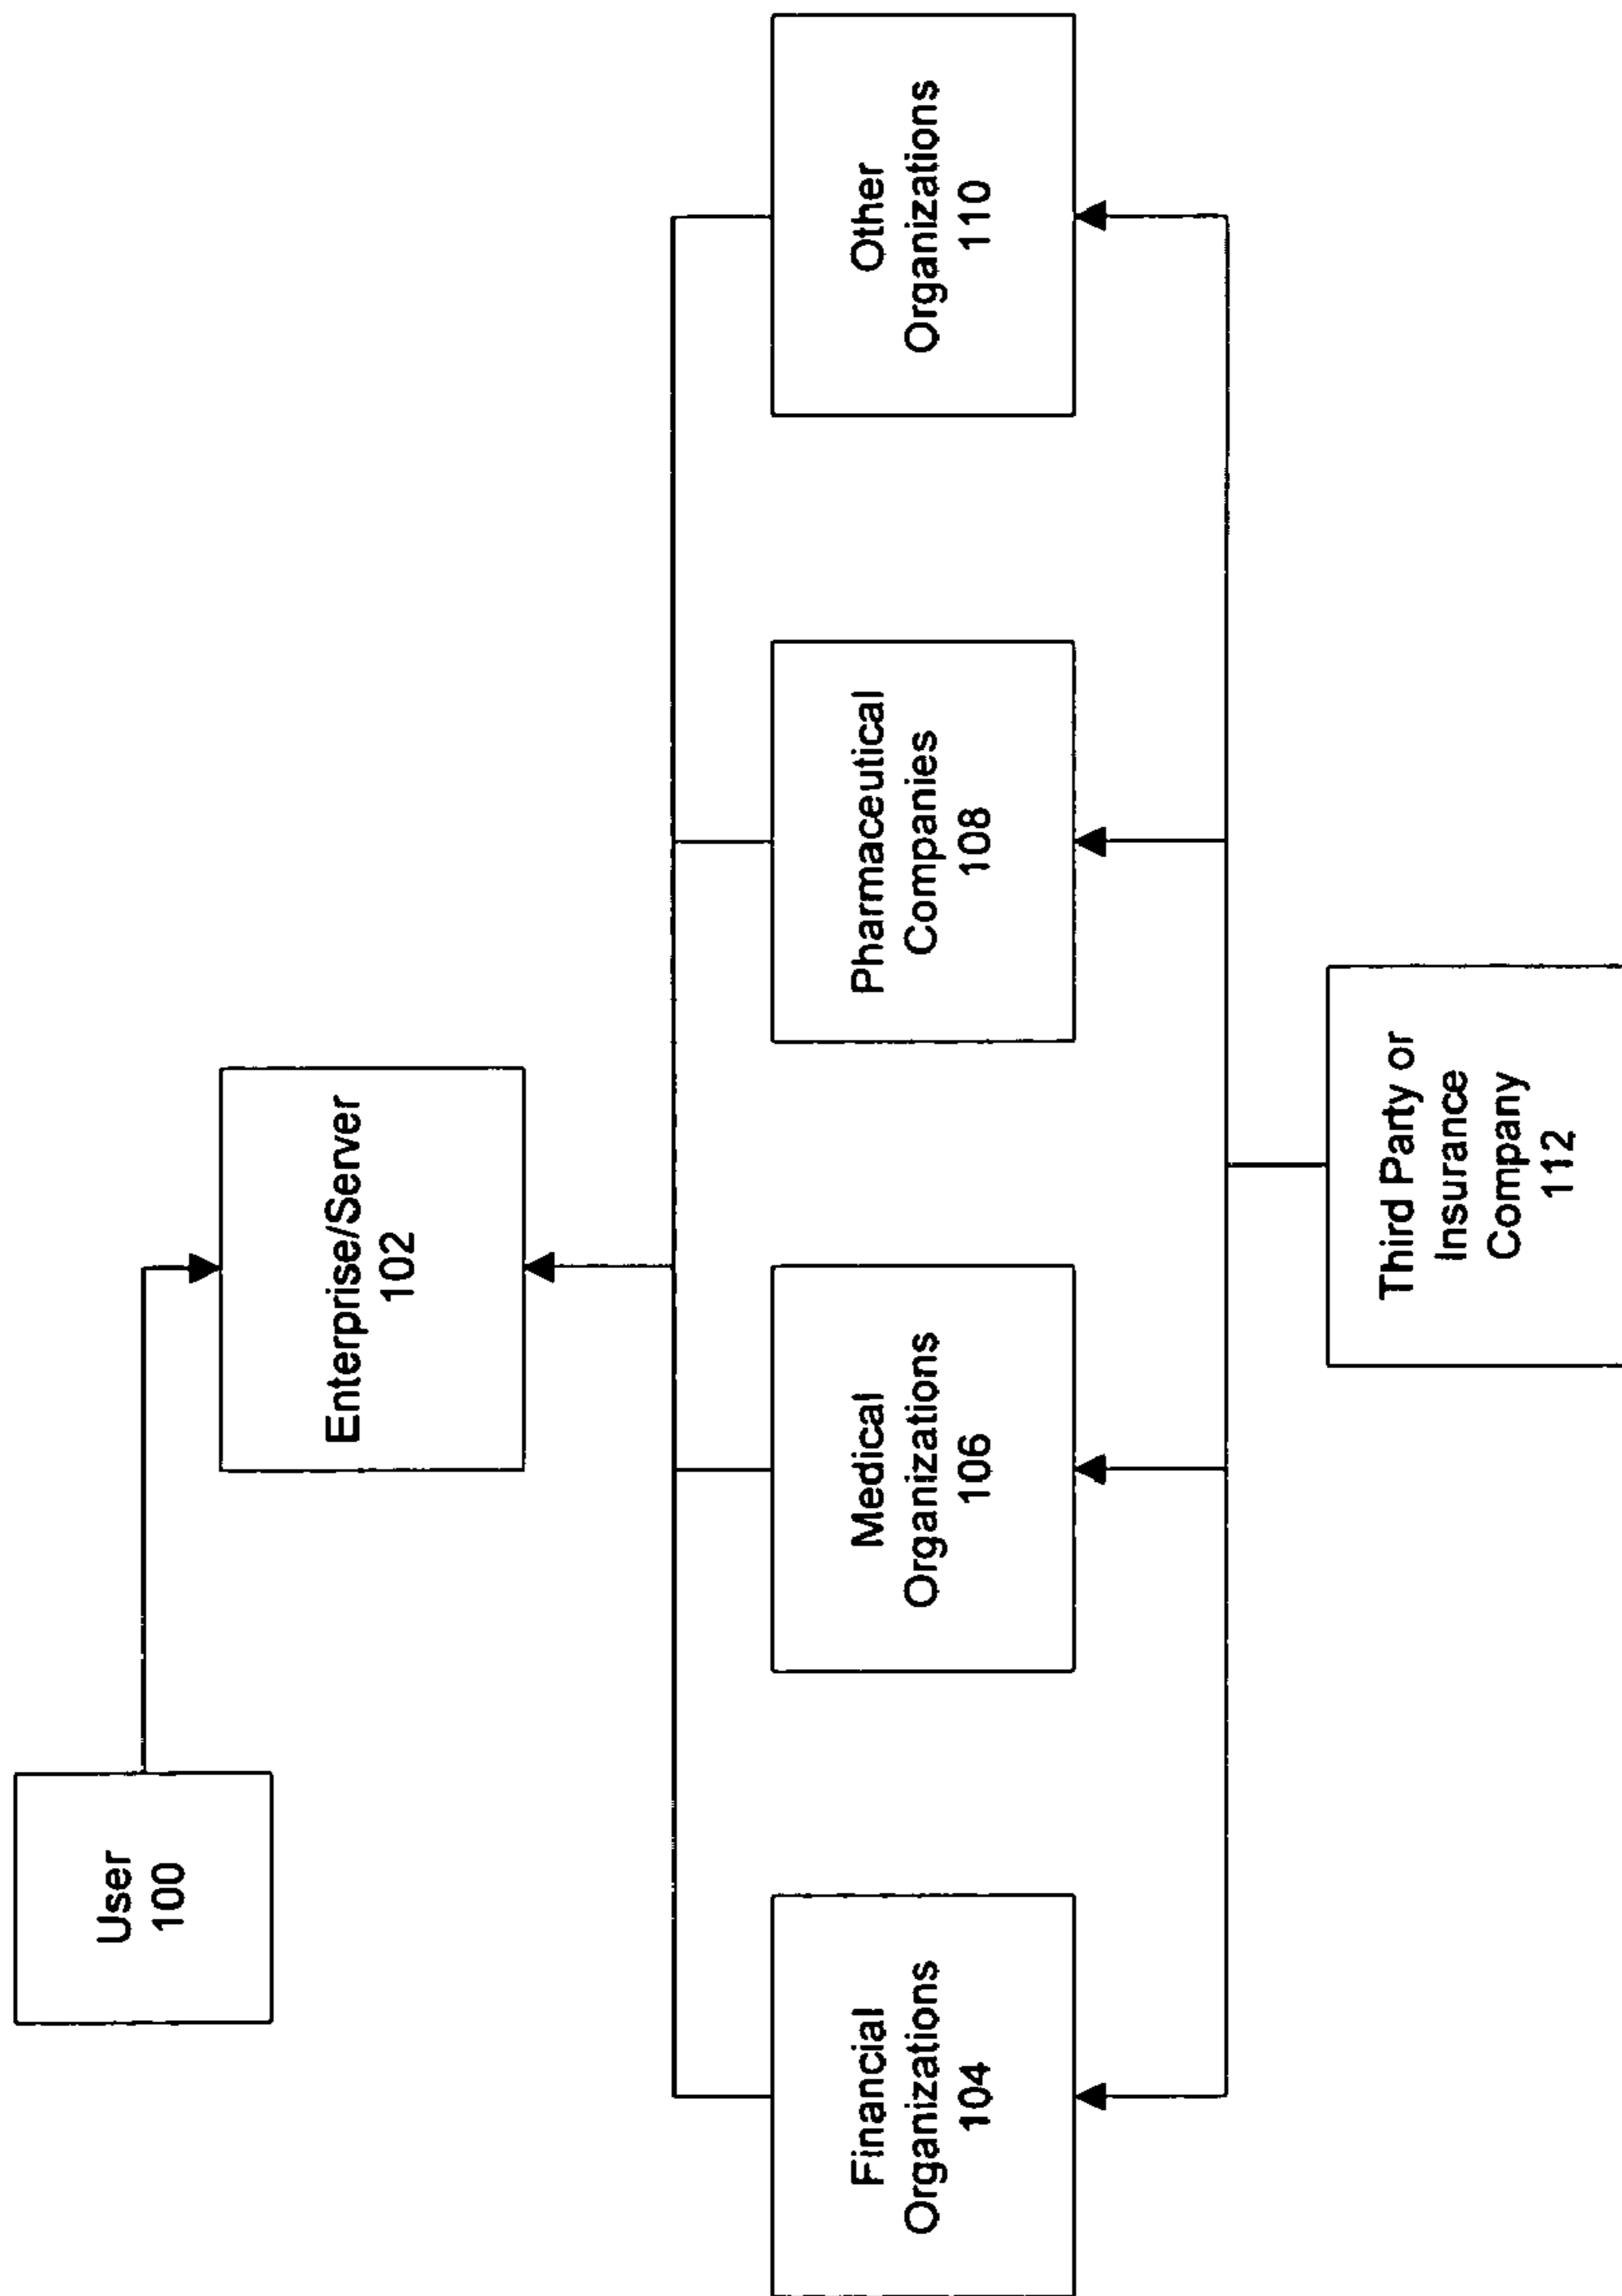 User
100
Enterprise/Server
102
Financial
Organizations
104
Medical
Organizations
106
Pharmaceutical
Companies
108
Other
Organizations
110
Third Party or
Insurance
Company
112